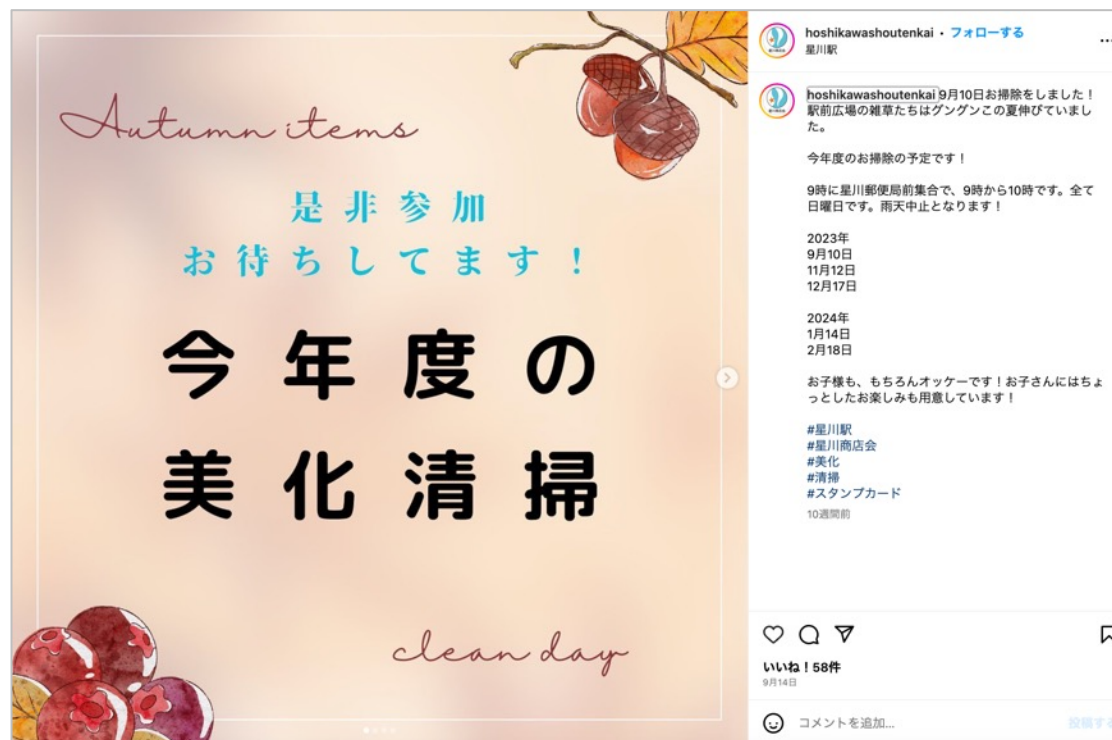 Autumn items
是非参加
お待ちしてます！
今年度の
美化清掃
clean day
hoshikawashoutenkai • フォローする
星川駅
hoshikawashoutenkai 9月10日お掃除をしました！
駅前広場の雑草たちはグングンこの夏伸びていまし
た。
今年度のお掃除の予定です！
9時に星川郵便局前集合で、9時から10時です。全て
日曜日です。雨天中止となります！
2023年
9月10日
11月12日
12月17日
2024年
1月14日
2月18日
お子様も、もちろんオッケーです！お子さんにはちょ
っとしたお楽しみも用意しています！
#星川駅
#星川商店会
#美化
#清掃
#スタンプカード
10週間前
いいね！58件
9月14日
コメントを追加...
投稿する